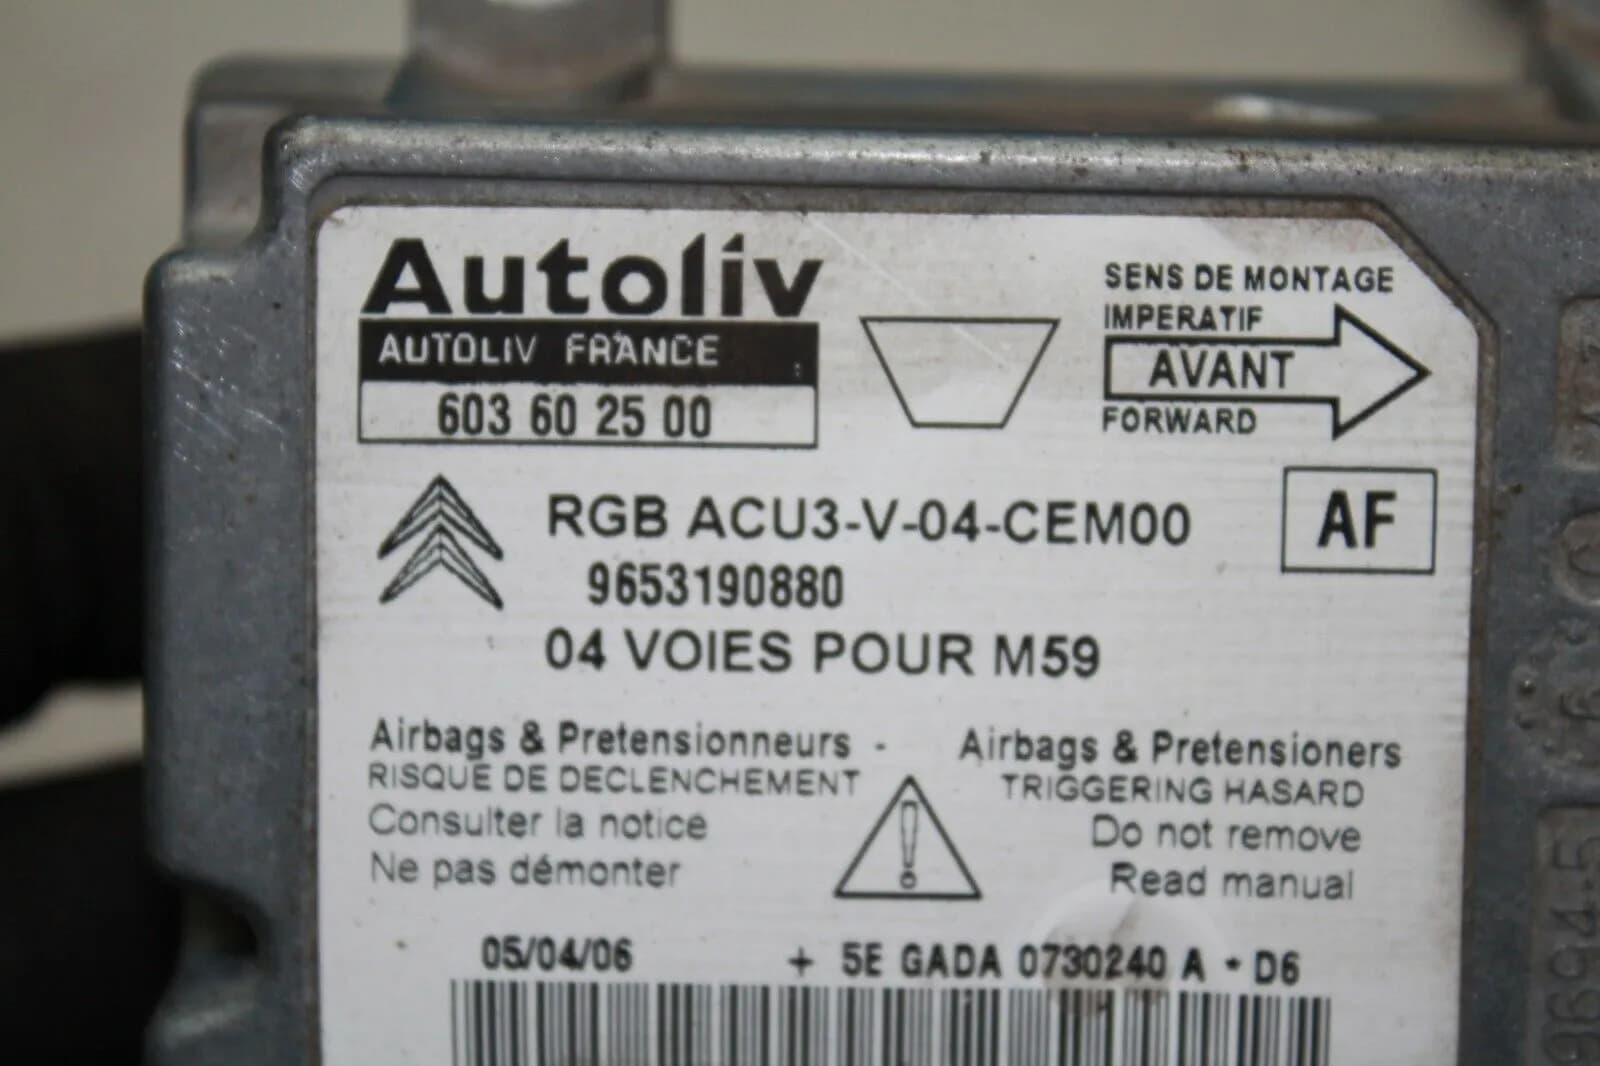 Autoliv
AUTOLIV FRANCE
603 60 25 00
SENS DE MONTAGE
IMPERATIF
AVANT
FORWARD
RGB ACU3-V-04-CEM00
AF
9653190880
04 VOIES POUR M59
Airbags & Pretensionneurs - Airbags & Pretensioners
RISQUE DE DECLENCHEMENT
TRIGGERING HASARD
Consulter la notice
Do not remove
Ne pas démonter
Read manual
!
05/04/06 + 5E GADA 0730240 A - D6